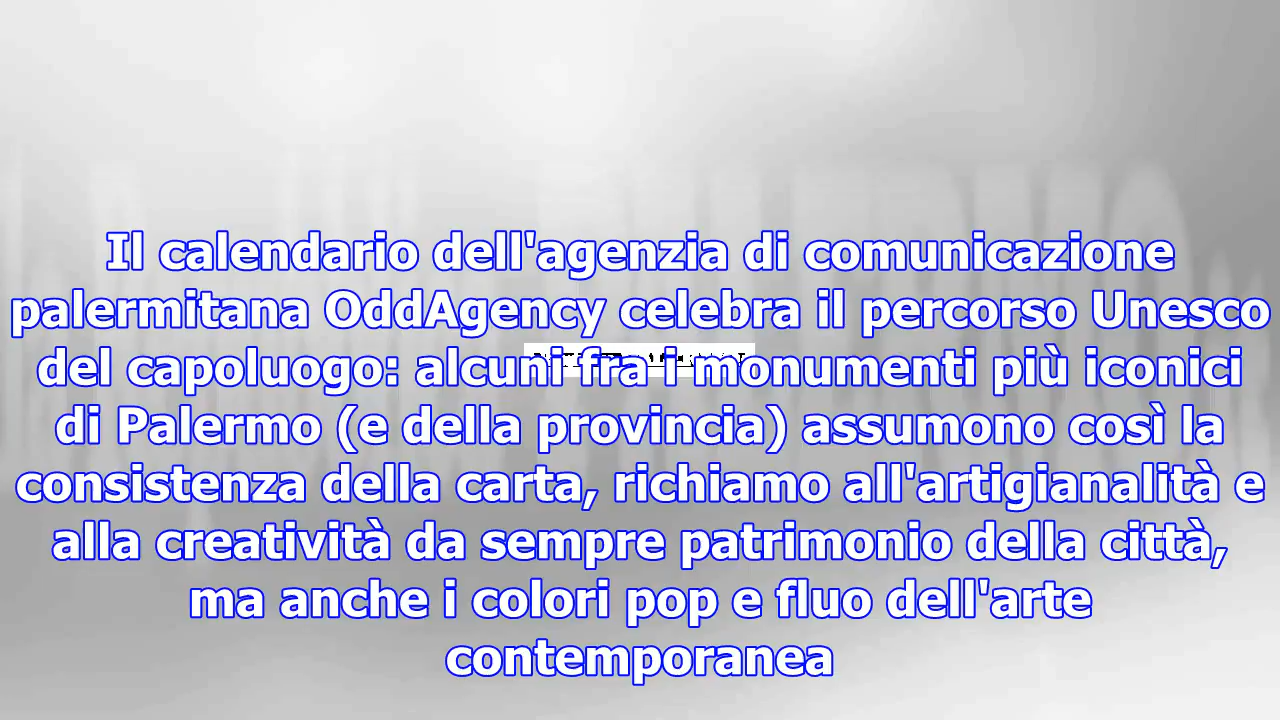 Il calendario dell'agenzia di comunicazione
palermitana OddAgency celebra il percorso Unesco
del capoluogo: alcuni fra i monumenti più iconici
di Palermo (e della provincia) assumono così la
consistenza della carta, richiamo all'artigianalità e
alla creatività da sempre patrimonio della città,
ma anche i colori pop e fluo dell'arte
contemporanea